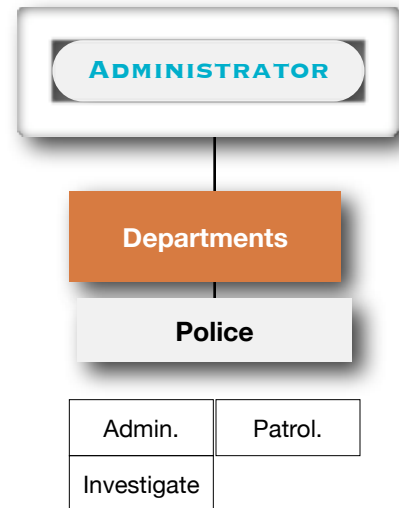 ADMINISTRATOR
Departments
Police
Admin. Patrol.
Investigate